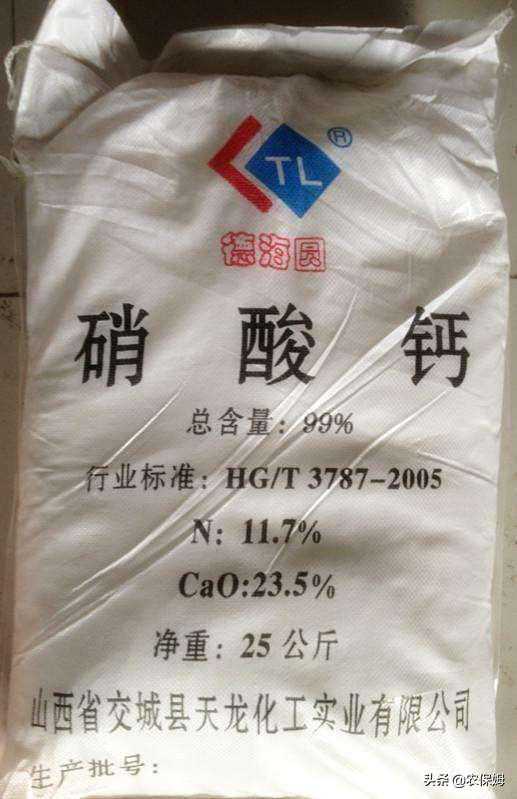 TL®
德海圆
硝酸钙
总含量：99%
行业标准：HG/T 3787-2005
N：11.7%
CaO:23.5%
净重：25公斤
山西省交城县天龙化工实业有限公司
生产批号：
头条@农保姆